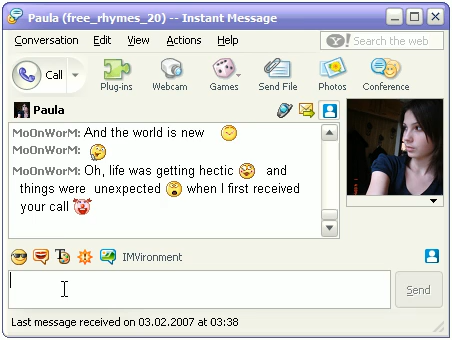 Paula (free_rhymes_20) -- Instant Message
Conversation Edit View Actions Help Y! Search the web
Call Plug-ins Webcam Games Send File Photos Conference
Paula
MoOnWorM: And the world is new
MoOnWorM:
MoOnWorM: Oh, life was getting hectic and
things were unexpected when I first received
your call
IMVironment
Send
Last message received on 03.02.2007 at 03:38